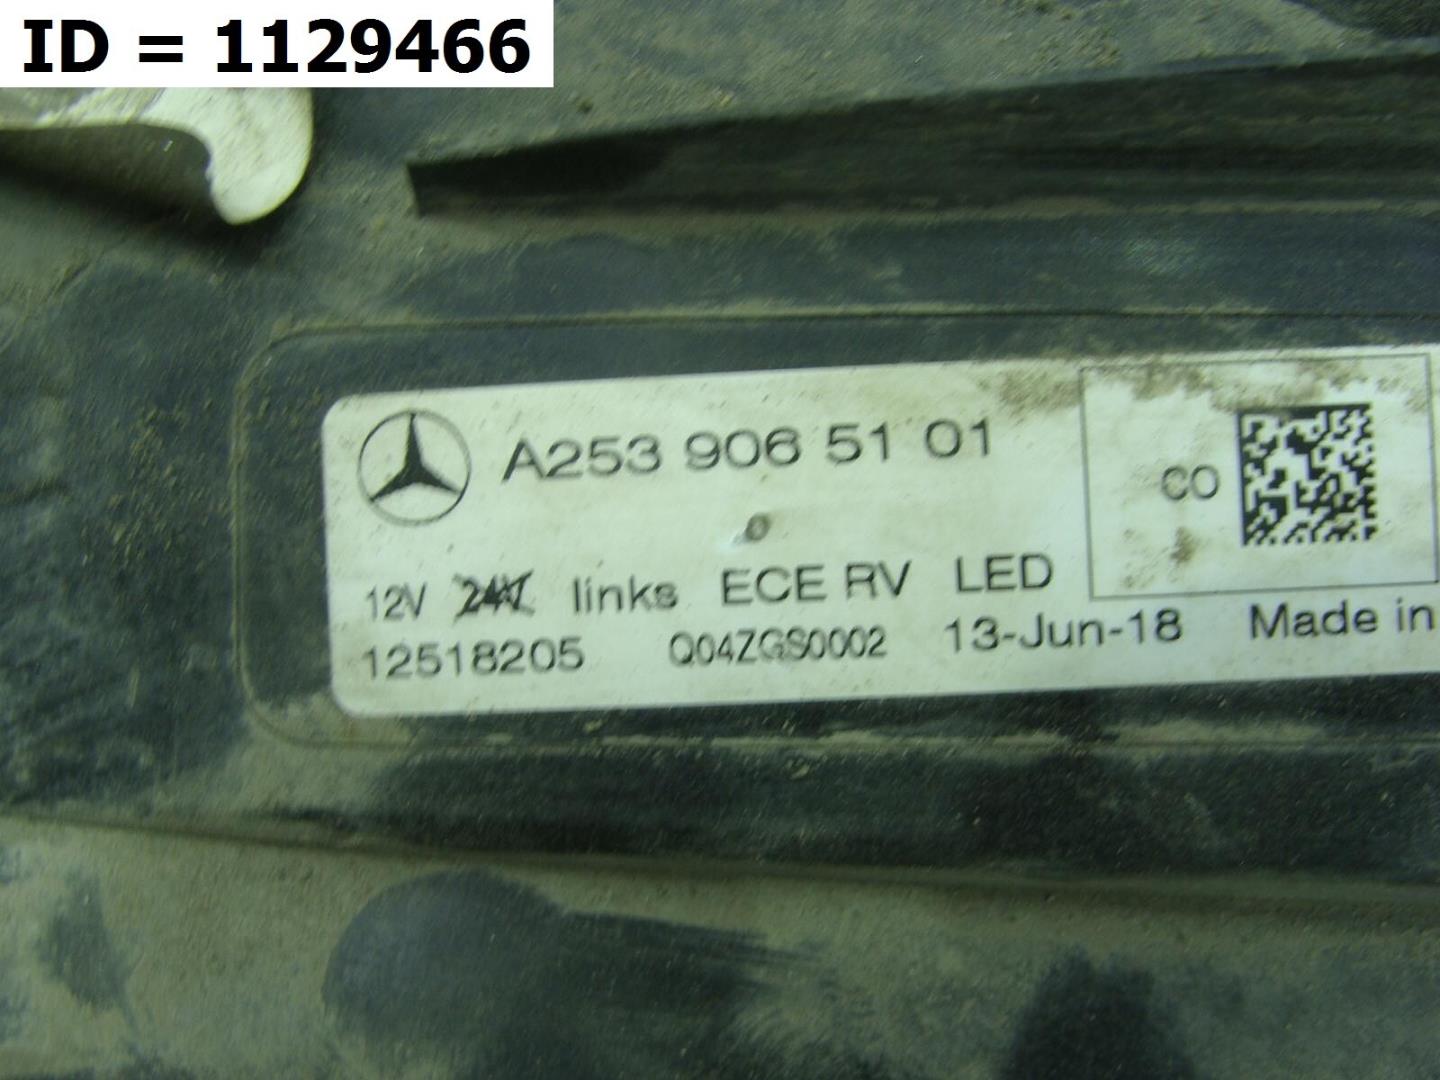 ID = 1129466
A253 906 51 01
CO
12V 24V links ECE RV LED
12518205 Q04ZGS0002 13-Jun-18 Made in